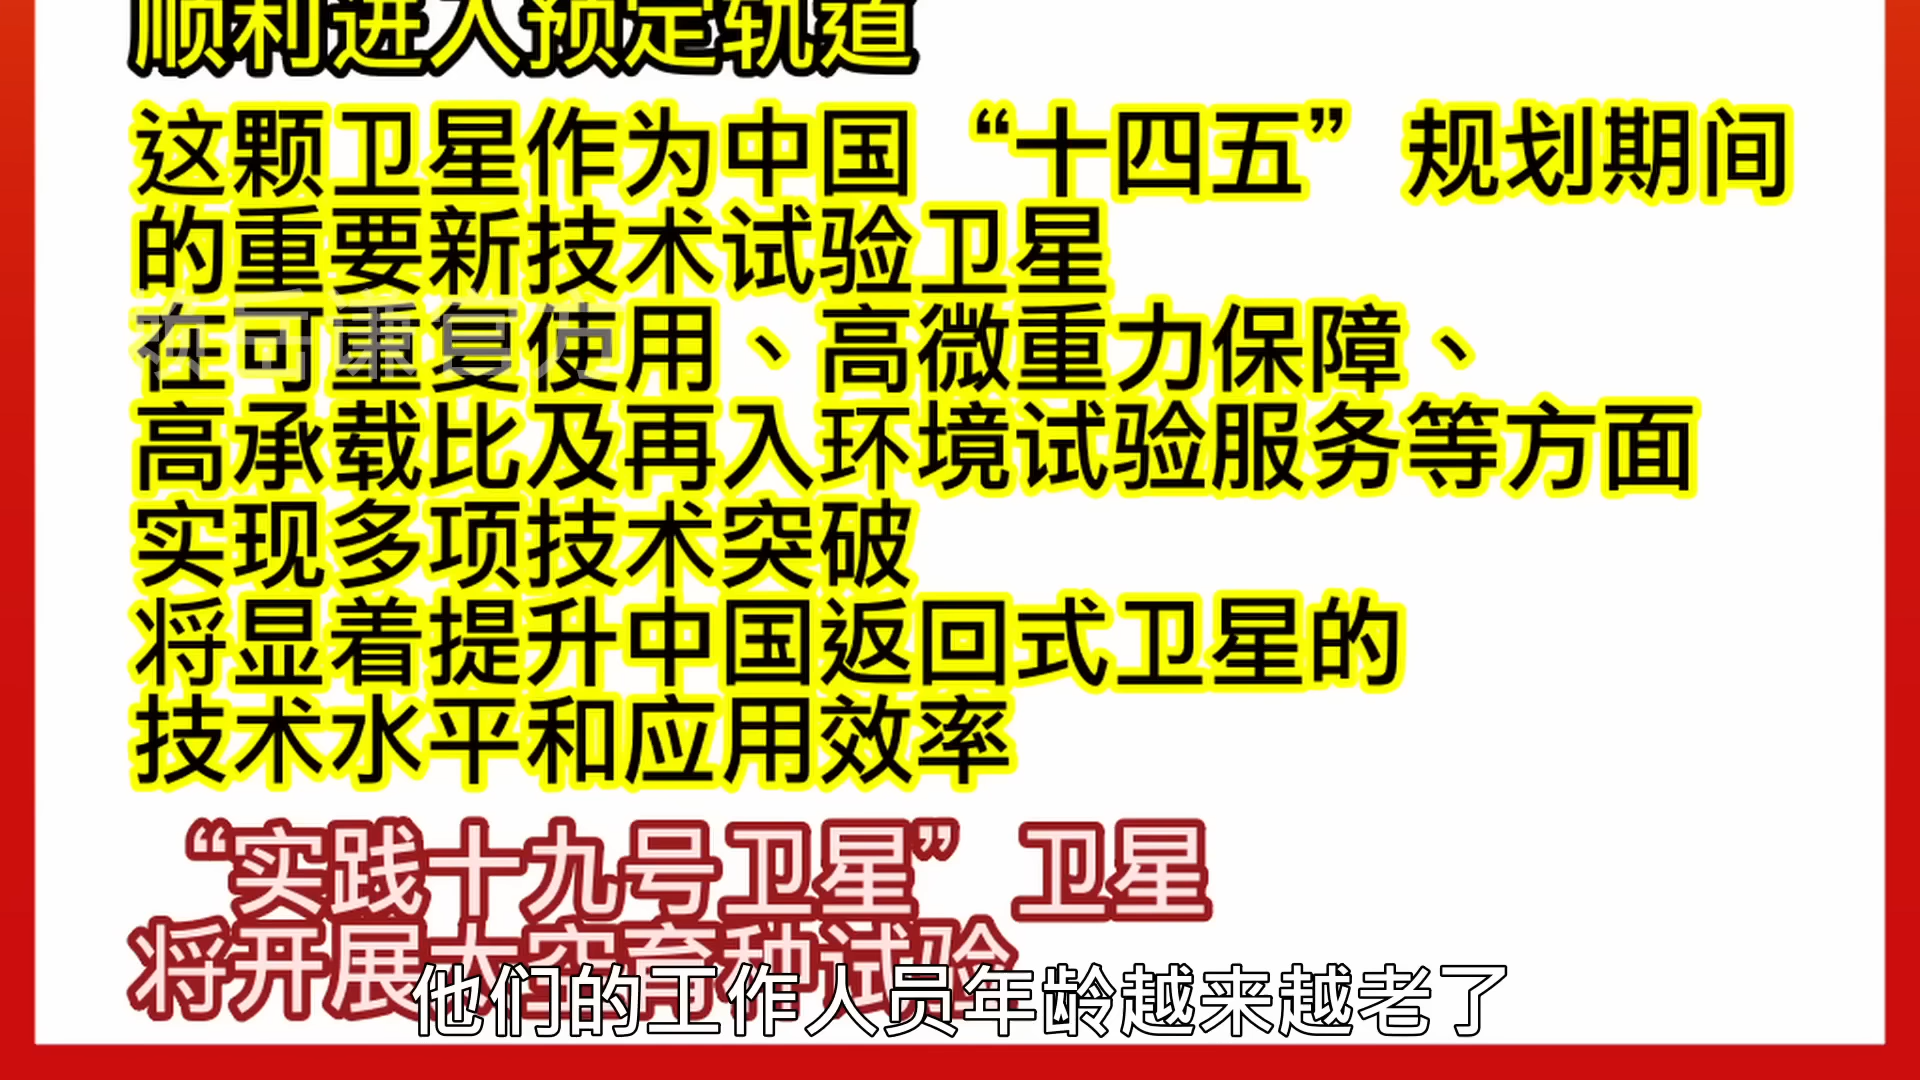 顺利进入预定轨道
这颗卫星作为中国“十四五”规划期间
的重要新技术试验卫星
在可重复使用、高微重力保障、
高承载比及再入环境试验服务等方面
实现多项技术突破
将显着提升中国返回式卫星的
技术水平和应用效率
“实践十九号卫星”卫星
将开展太空育种试验
他们的工作人员年龄越来越老了